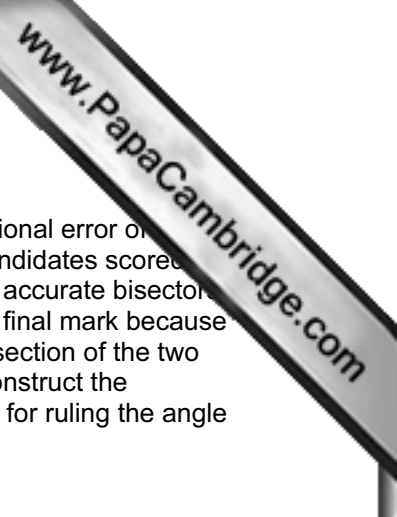 www.PapaCambridge.com
ional error of
ndidates scored
accurate bisectors
final mark because
section of the two
onstruct the
for ruling the angle